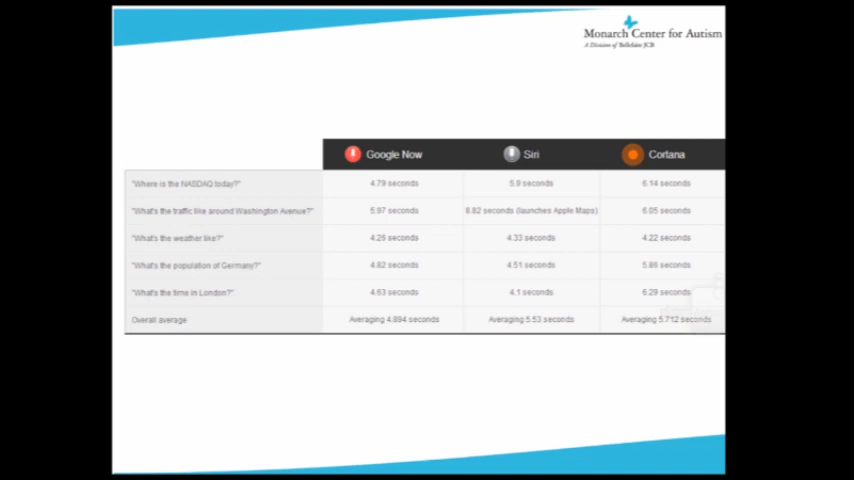 Monarch Center for Autism
A Division of Bellefaire JCB
Google Now Siri Cortana
"Where is the NASDAQ today?" 4.79 seconds 5.9 seconds 6.14 seconds
"What's the traffic like around Washington Avenue?" 5.97 seconds 8.82 seconds (launches Apple Maps) 6.05 seconds
"What's the weather like?" 4.26 seconds 4.33 seconds 4.22 seconds
"What's the population of Germany?" 4.82 seconds 4.51 seconds 5.86 seconds
"What's the time in London?" 4.63 seconds 4.1 seconds 6.29 seconds
Overall average Averaging 4.894 seconds Averaging 5.53 seconds Averaging 5.712 seconds